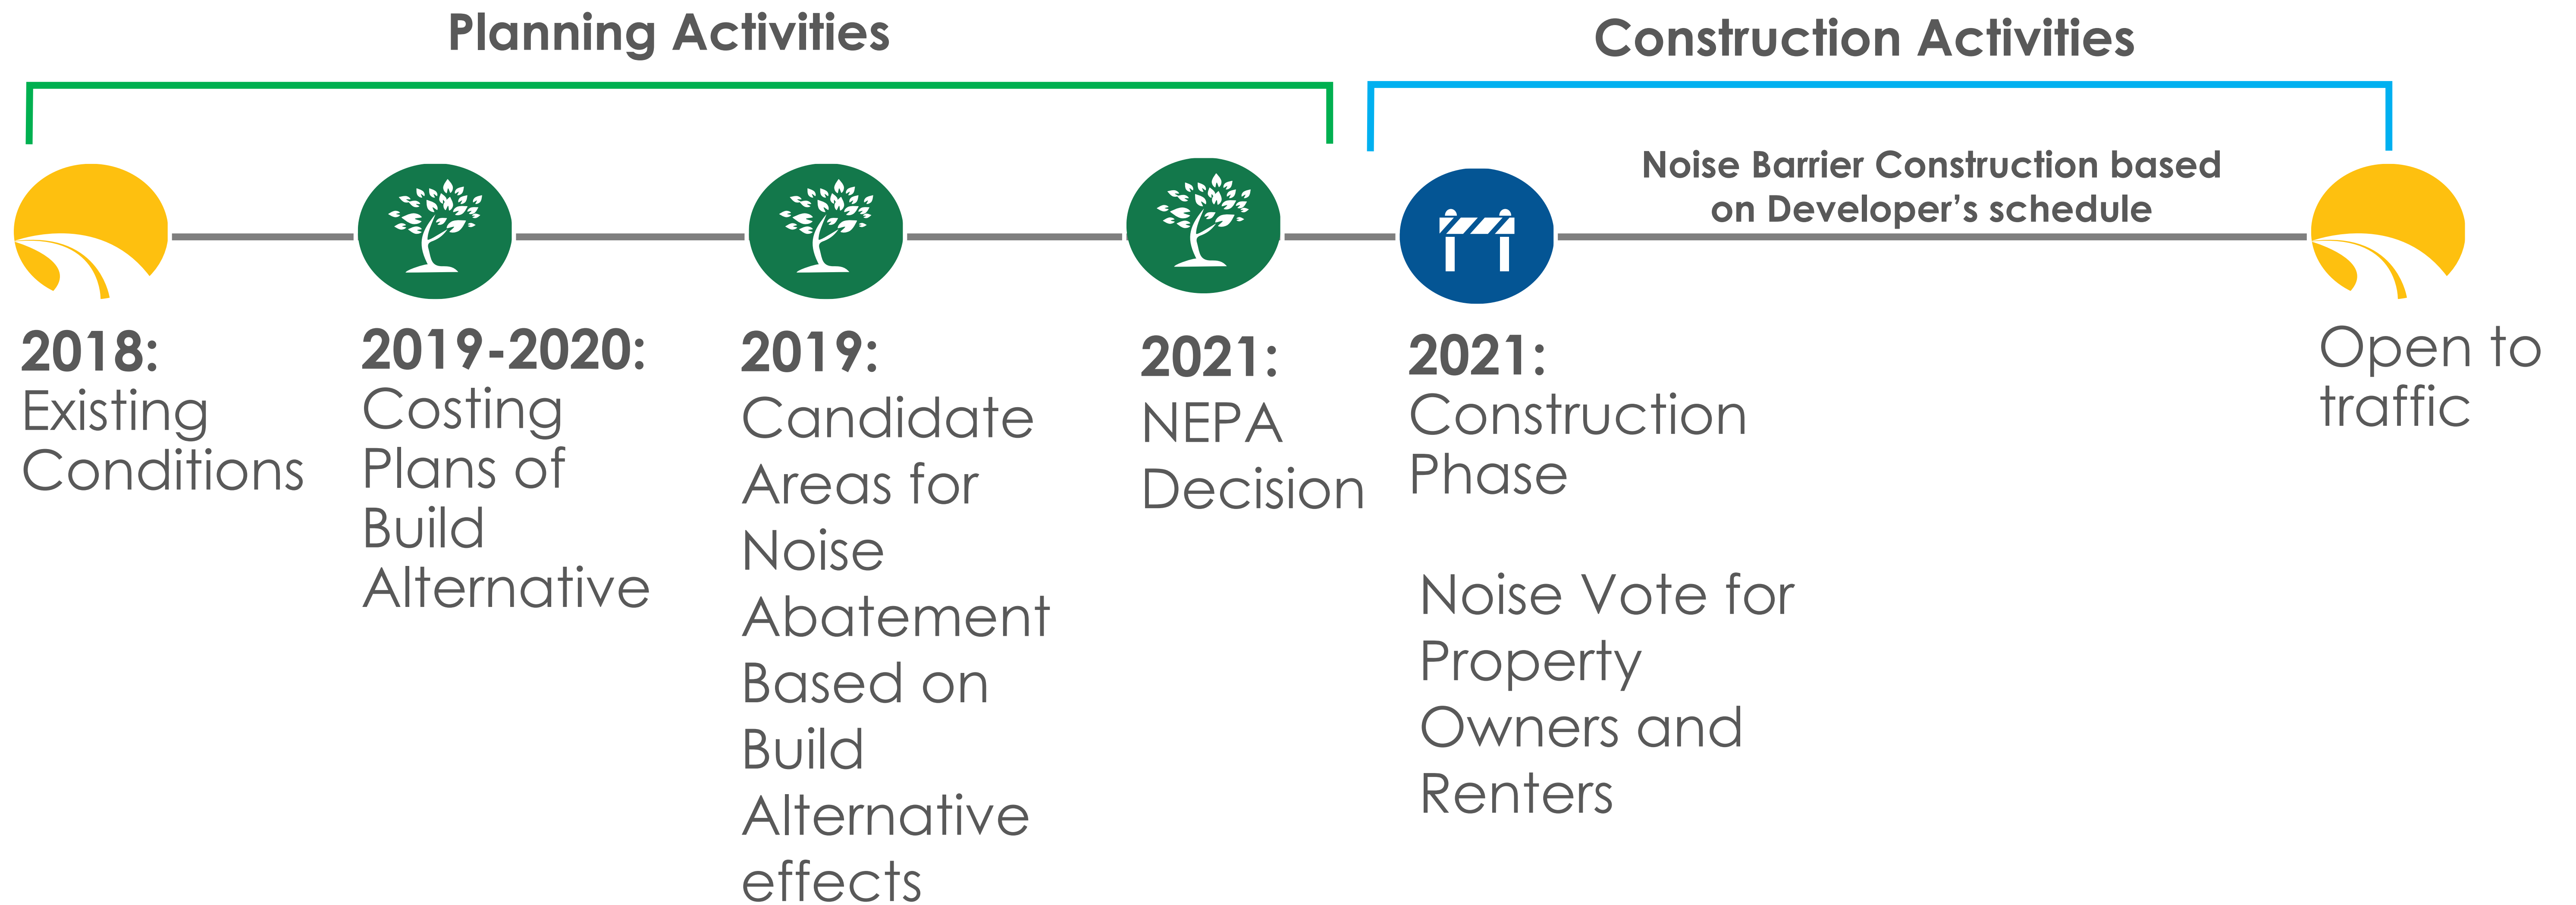 Planning Activities
Construction Activities
Noise Barrier Construction based
on Developer's schedule
2018:
Existing
Conditions
2019-2020:
Costing
Plans of
Build
Alternative
2019:
Candidate
Areas for
Noise
Abatement
Based on
Build
Alternative
effects
2021:
NEPA
Decision
2021:
Construction
Phase
Noise Vote for
Property
Owners and
Renters
Open to
traffic